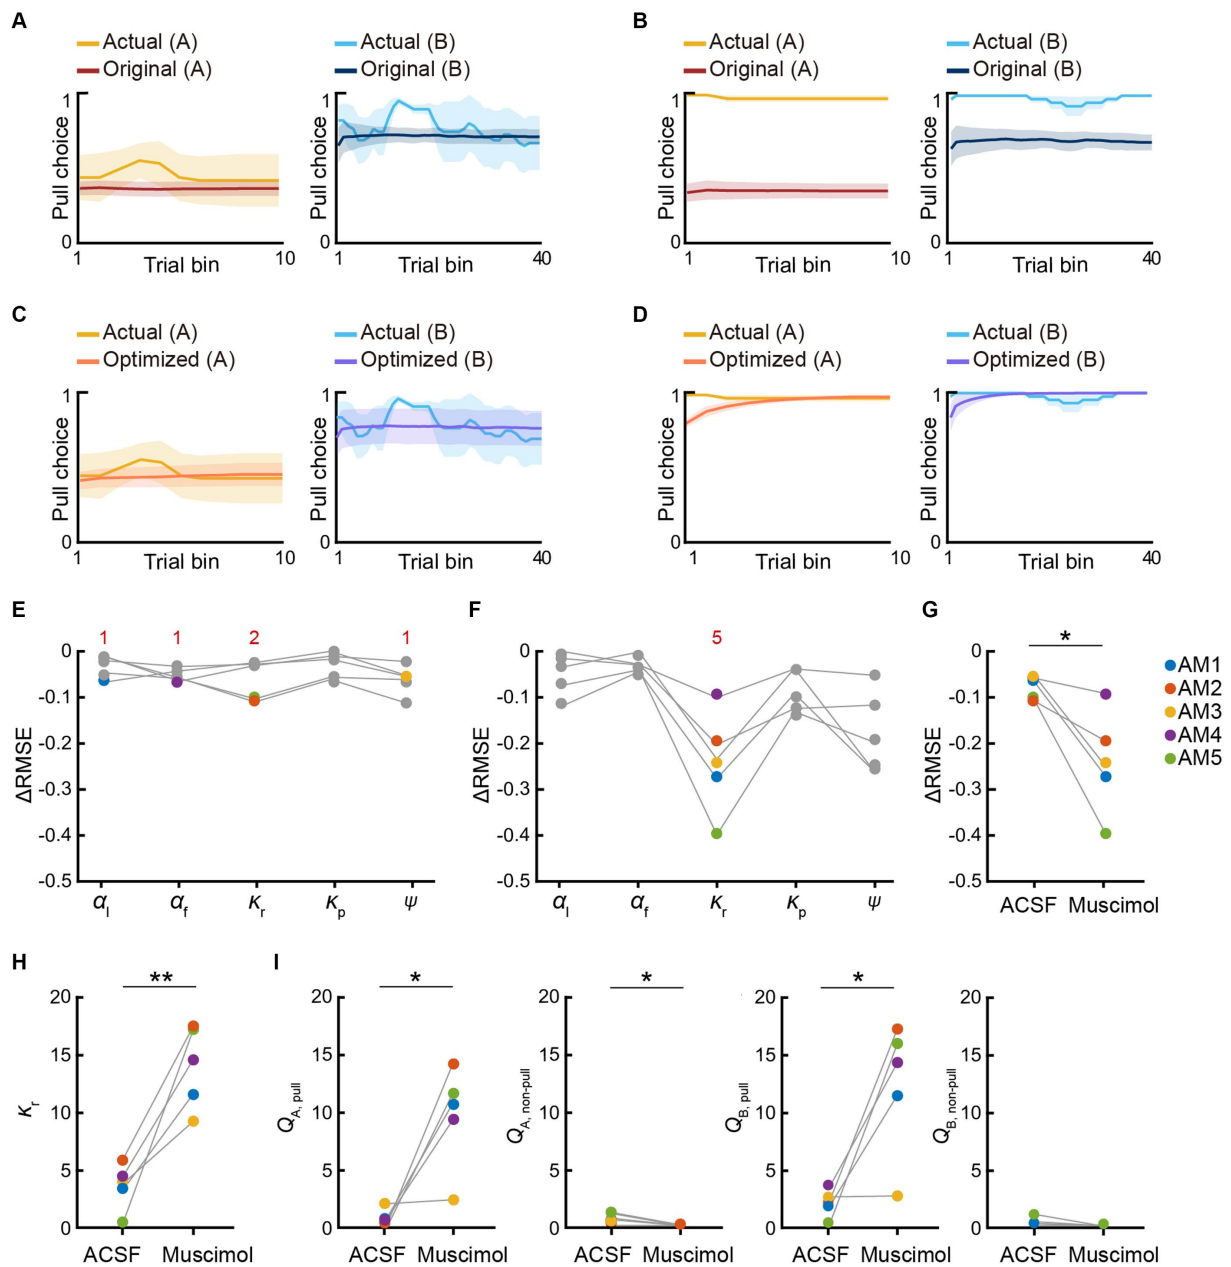 A
Actual (A)
Original (A)
Actual (B)
Original (B)
Pull choice
1
0
1
Trial bin
10
Pull choice
1
0
1
Trial bin
40
B
Actual (A)
Original (A)
Actual (B)
Original (B)
Pull choice
1
0
1
Trial bin
10
Pull choice
1
0
1
Trial bin
40
C
Actual (A)
Optimized (A)
Actual (B)
Optimized (B)
Pull choice
1
0
1
Trial bin
10
Pull choice
1
0
1
Trial bin
40
D
Actual (A)
Optimized (A)
Actual (B)
Optimized (B)
Pull choice
1
0
1
Trial bin
10
Pull choice
1
0
1
Trial bin
40
E
1 1 2 1
ΔRMSE
0
-0.1
-0.2
-0.3
-0.4
-0.5
αl αf κr κp ψ
F
5
ΔRMSE
0
-0.1
-0.2
-0.3
-0.4
-0.5
αl αf κr κp ψ
G
*
ΔRMSE
0
-0.1
-0.2
-0.3
-0.4
-0.5
ACSF Muscimol
AM1
AM2
AM3
AM4
AM5
H
**
κr
20
15
10
5
0
ACSF Muscimol
I
*
QA, pull
20
15
10
5
0
ACSF Muscimol
*
QA, non-pull
20
15
10
5
0
ACSF Muscimol
*
QB, pull
20
15
10
5
0
ACSF Muscimol
QB, non-pull
20
15
10
5
0
ACSF Muscimol